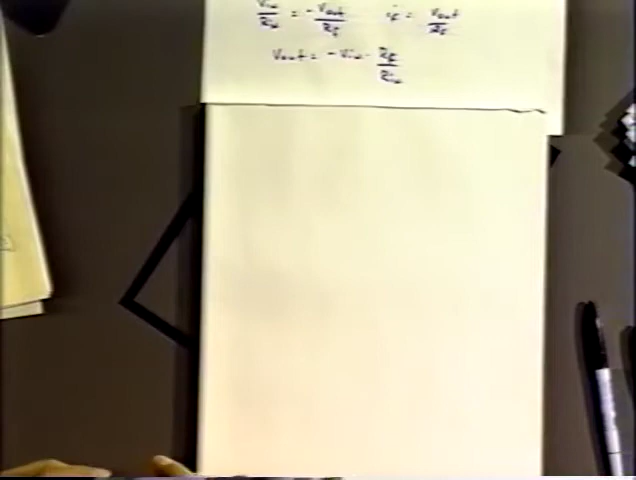 Vin/Rin = -Vout/RF iF = Vout/RF
Vout = -Vin · RF/Rin